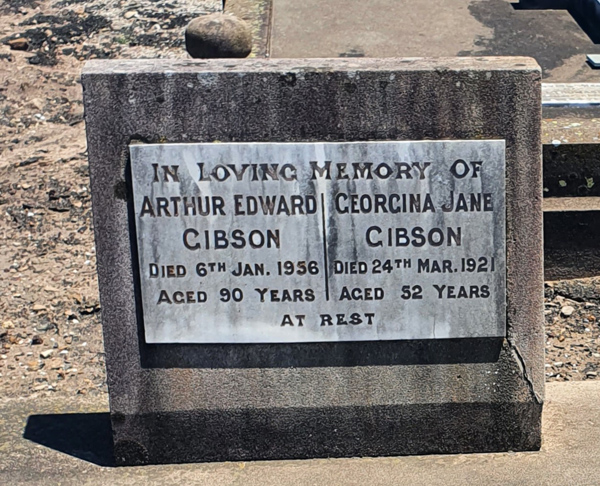 IN LOVING MEMORY OF
ARTHUR EDWARD
GIBSON
DIED 6TH JAN. 1956
AGED 90 YEARS
GEORGINA JANE
GIBSON
DIED 24TH MAR. 1921
AGED 52 YEARS
AT REST